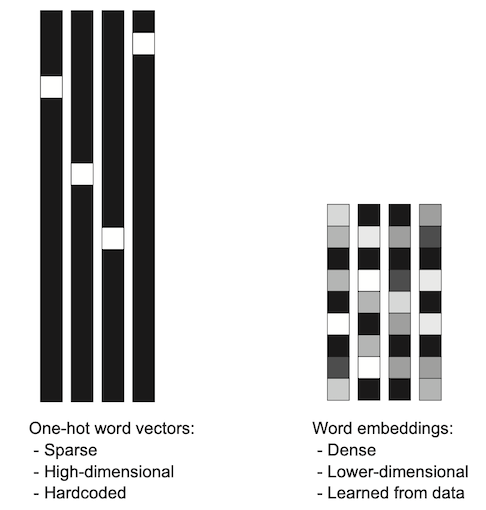 One-hot word vectors:
- Sparse
- High-dimensional
- Hardcoded
Word embeddings:
- Dense
- Lower-dimensional
- Learned from data